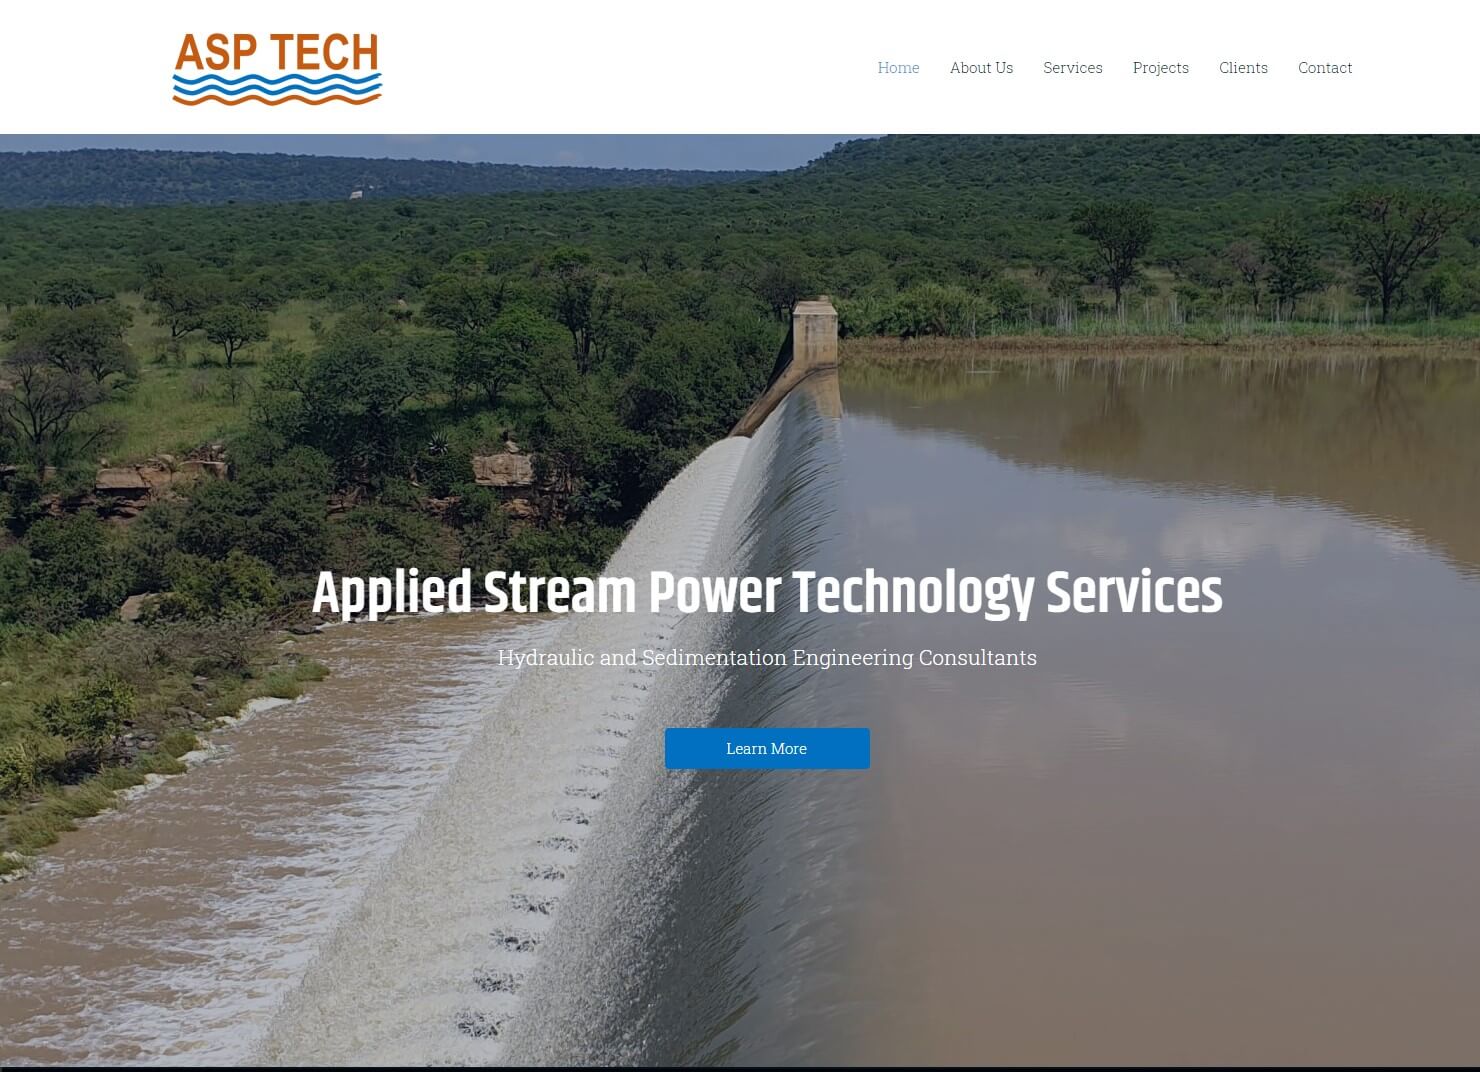 ASP TECH
Home
About Us
Services
Projects
Clients
Contact
Applied Stream Power Technology Services
Hydraulic and Sedimentation Engineering Consultants
Learn More